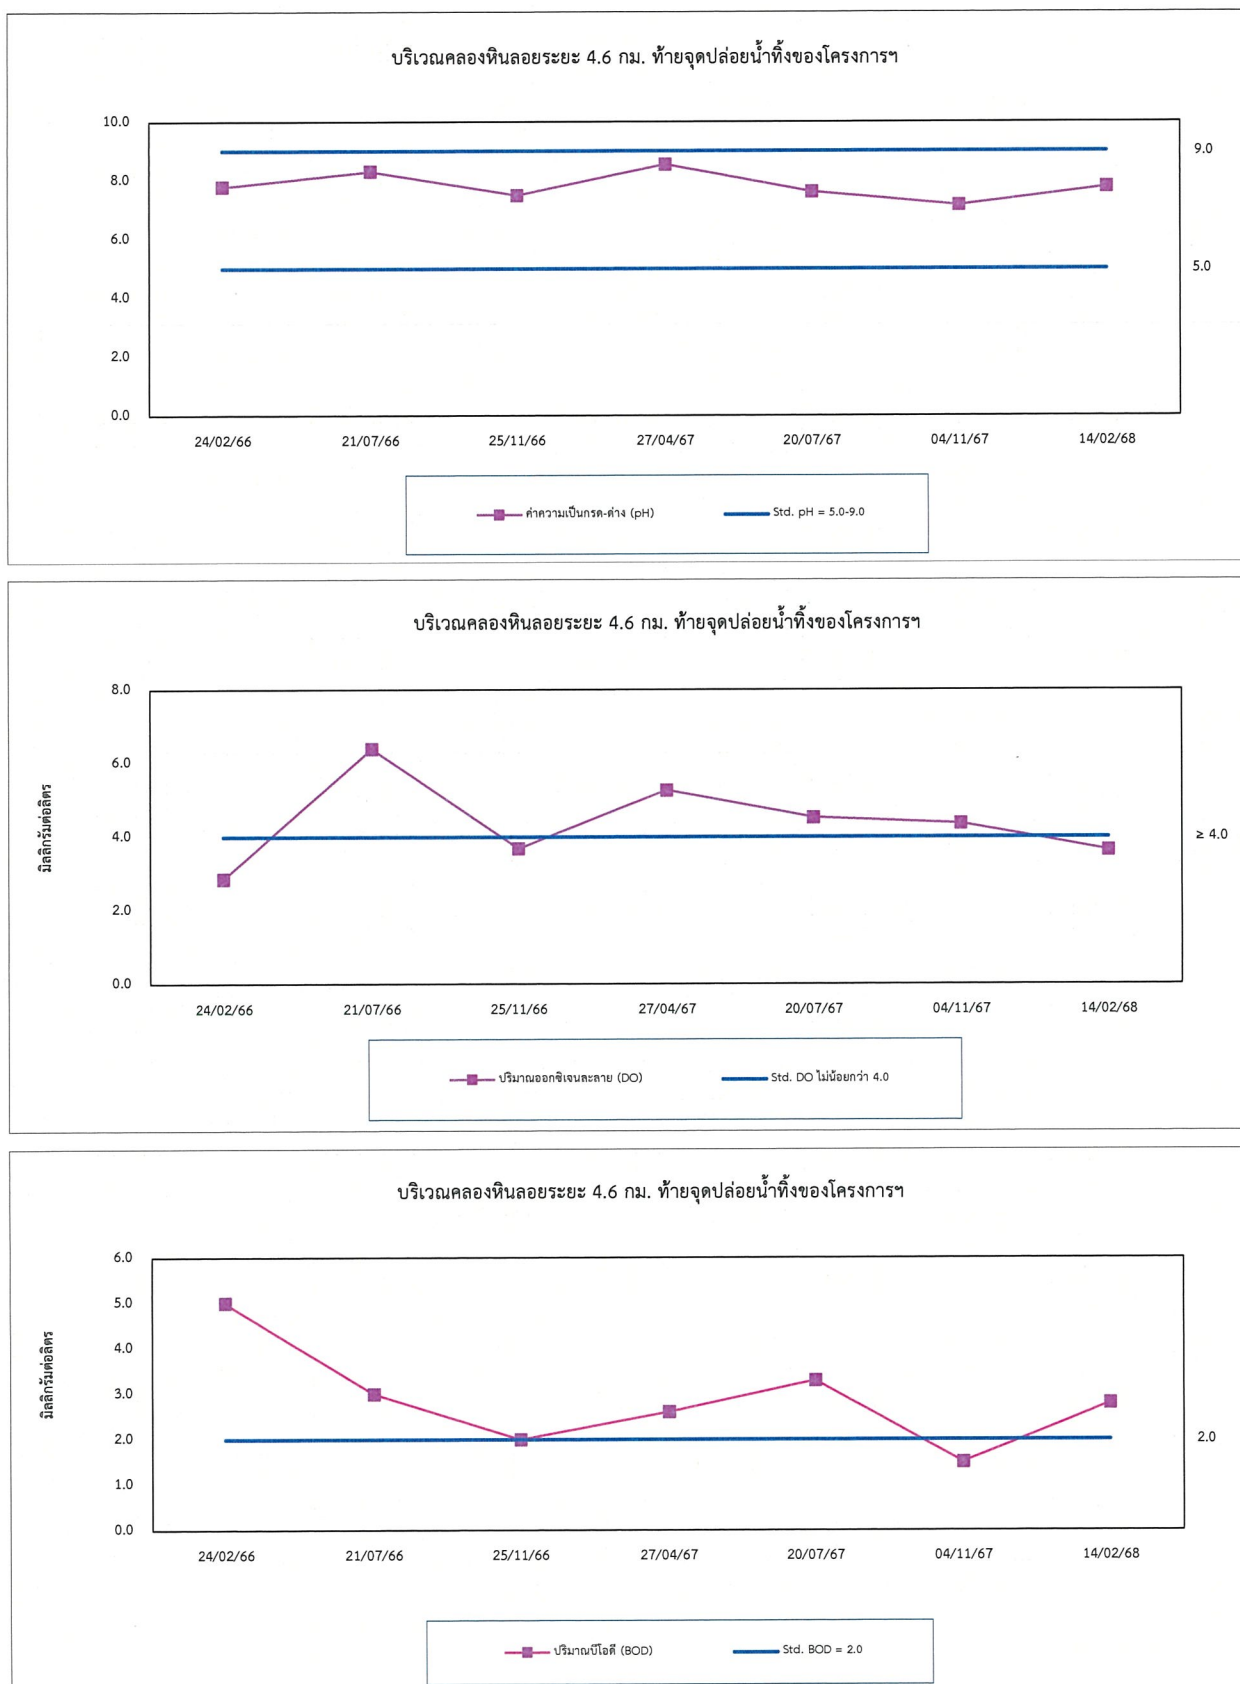 บริเวณคลองหินลอยระยะ 4.6 กม. ท้ายจุดปล่อยน้ำทิ้งของโครงการฯ
10.0
8.0
6.0
4.0
2.0
0.0
9.0
5.0
24/02/66 21/07/66 25/11/66 27/04/67 20/07/67 04/11/67 14/02/68
ค่าความเป็นกรด-ด่าง (pH) Std. pH = 5.0-9.0
บริเวณคลองหินลอยระยะ 4.6 กม. ท้ายจุดปล่อยน้ำทิ้งของโครงการฯ
มิลลิกรัมต่อลิตร
8.0
6.0
4.0
2.0
0.0
≥ 4.0
24/02/66 21/07/66 25/11/66 27/04/67 20/07/67 04/11/67 14/02/68
ปริมาณออกซิเจนละลาย (DO) Std. DO ไม่น้อยกว่า 4.0
บริเวณคลองหินลอยระยะ 4.6 กม. ท้ายจุดปล่อยน้ำทิ้งของโครงการฯ
มิลลิกรัมต่อลิตร
6.0
5.0
4.0
3.0
2.0
1.0
0.0
2.0
24/02/66 21/07/66 25/11/66 27/04/67 20/07/67 04/11/67 14/02/68
ปริมาณบีโอดี (BOD) Std. BOD = 2.0